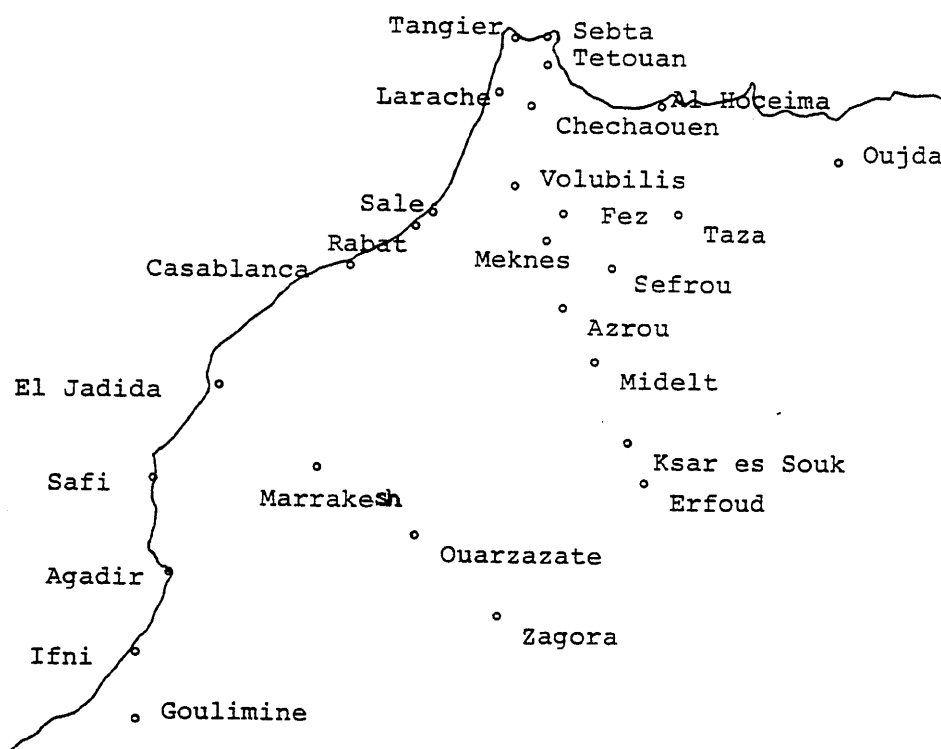 Tangier
Sebta
Tetouan
Larache
Al Hoceima
Chechaouen
Oujda
Volubilis
Sale
Fez
Taza
Rabat
Meknes
Casablanca
Sefrou
Azrou
El Jadida
Midelt
Ksar es Souk
Safi
Marrakesh
Erfoud
Ouarzazate
Agadir
Zagora
Ifni
Goulimine